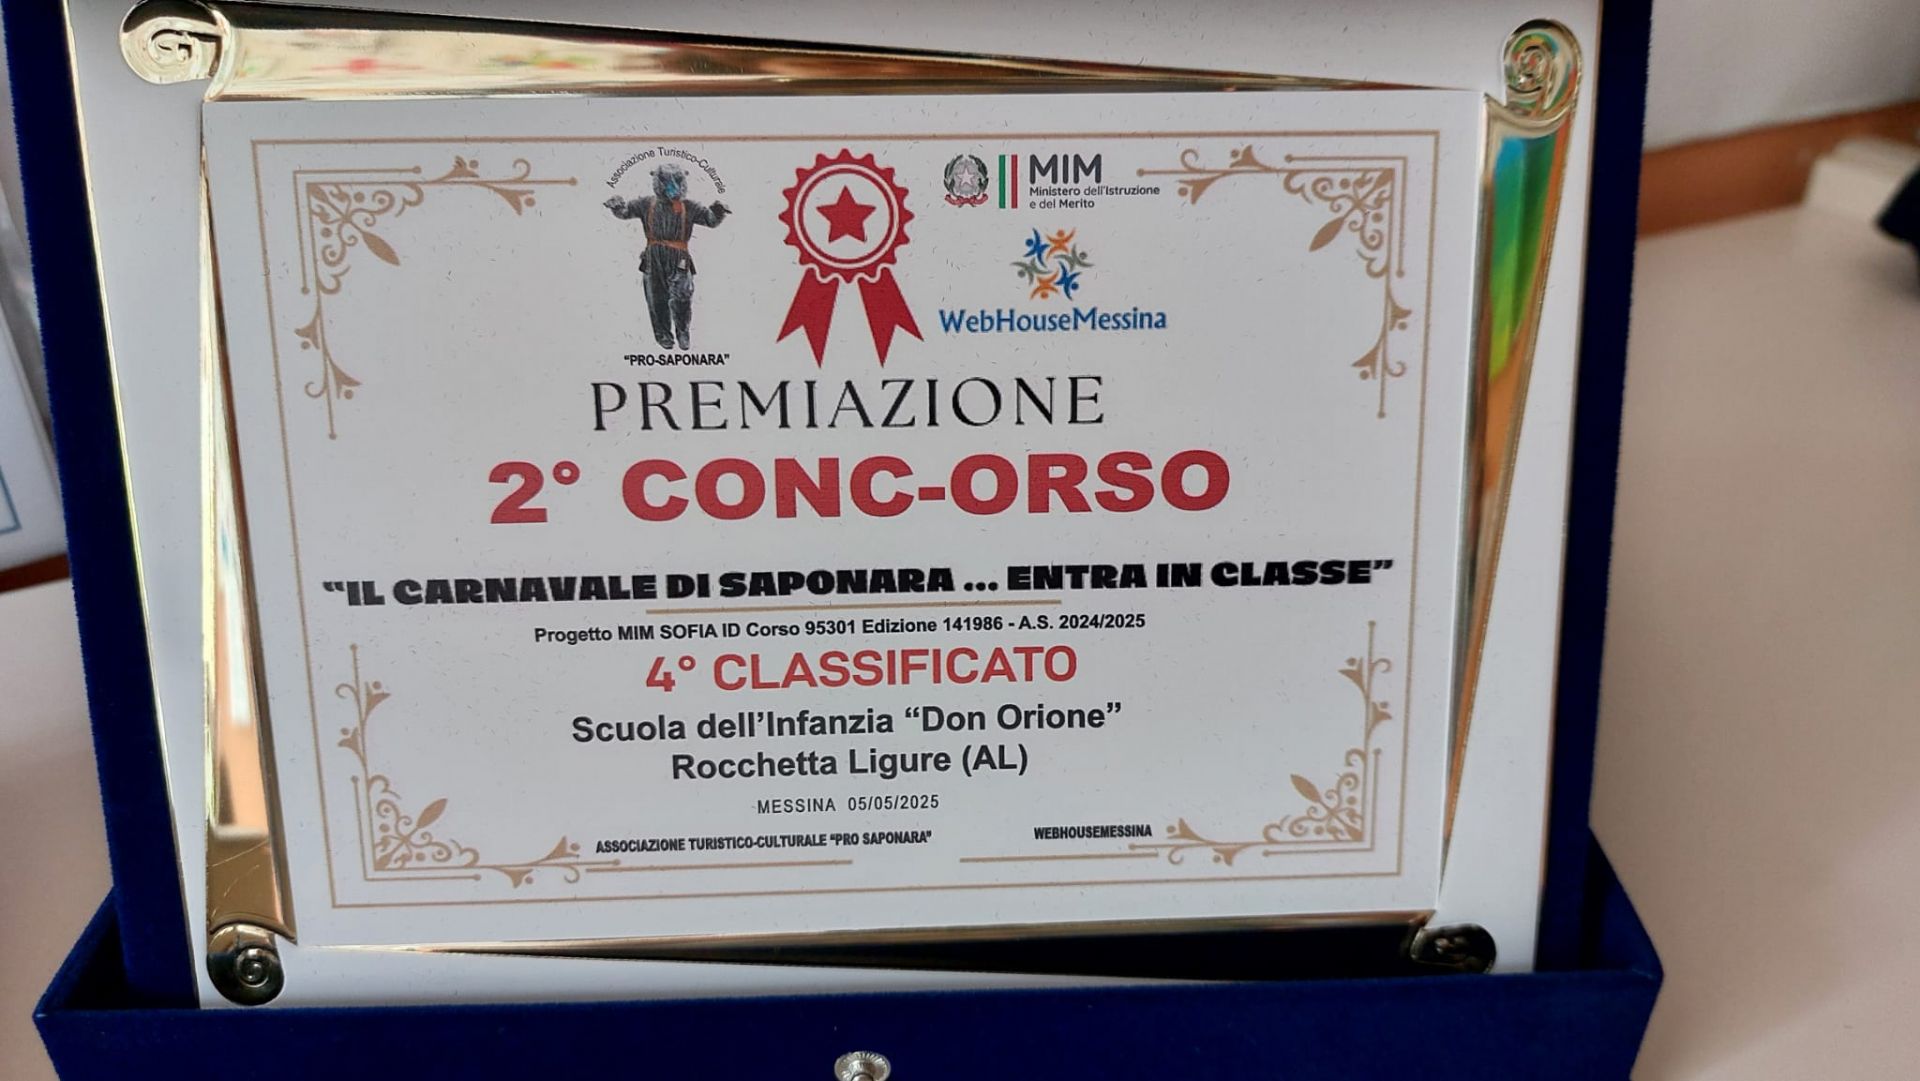 Associazione Turistico-Culturale
"PRO-SAPONARA"
MIM
Ministero dell'Istruzione
e del Merito
WebHouseMessina
PREMIAZIONE
2° CONC-ORSO
"IL CARNAVALE DI SAPONARA ... ENTRA IN CLASSE"
Progetto MIM SOFIA ID Corso 95301 Edizione 141986 - A.S. 2024/2025
4° CLASSIFICATO
Scuola dell'Infanzia "Don Orione"
Rocchetta Ligure (AL)
MESSINA 05/05/2025
ASSOCIAZIONE TURISTICO-CULTURALE "PRO SAPONARA"
WEBHOUSEMESSINA